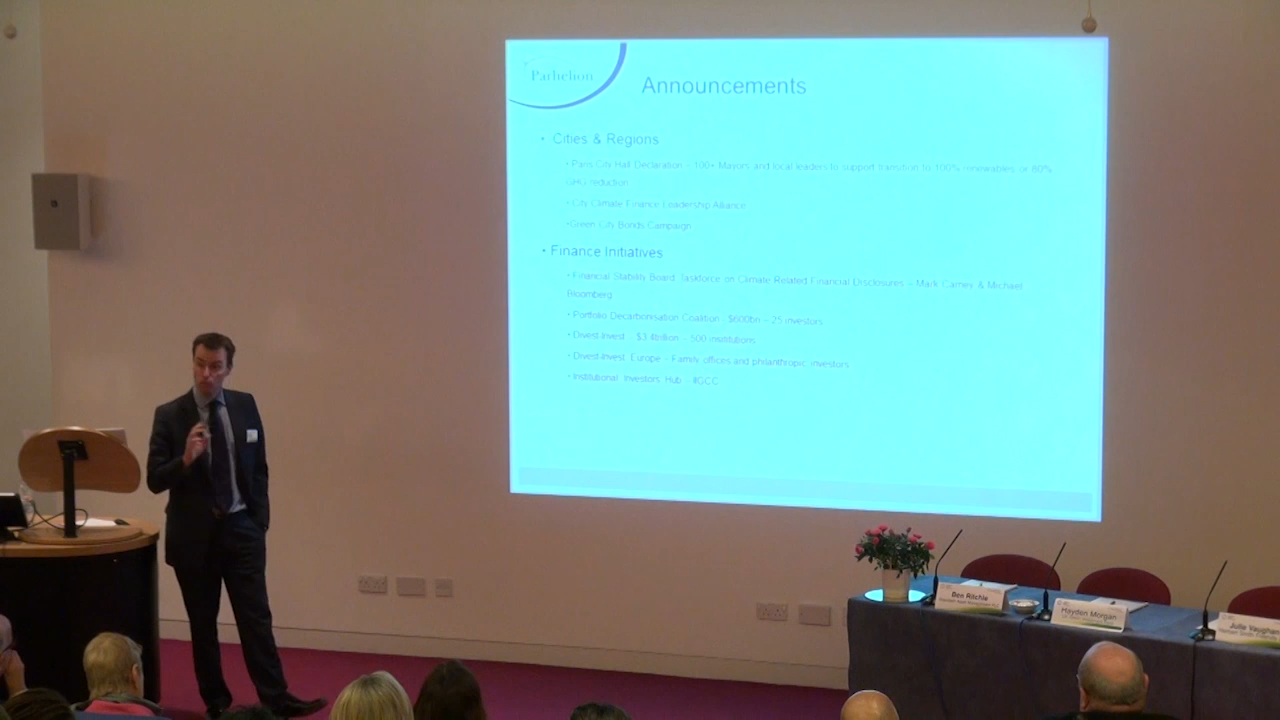 Parhelion
Announcements
• Cities & Regions
• Paris City Hall Declaration – 100+ Mayors and local leaders to support transition to 100% renewables or 80%
GHG reduction
• City Climate Finance Leadership Alliance
•Green City Bonds Campaign
• Finance Initiatives
• Financial Stability Board Taskforce on Climate Related Financial Disclosures – Mark Carney & Michael
Bloomberg
• Portfolio Decarbonisation Coalition - $600bn – 25 investors
• Divest-Invest - $3.4trillion – 500 institutions
• Divest-Invest Europe - Family offices and philanthropic investors
• Institutional Investors Hub - IIGCC
Ben Ritchie
Hayden Morgan
Julie Vaughan